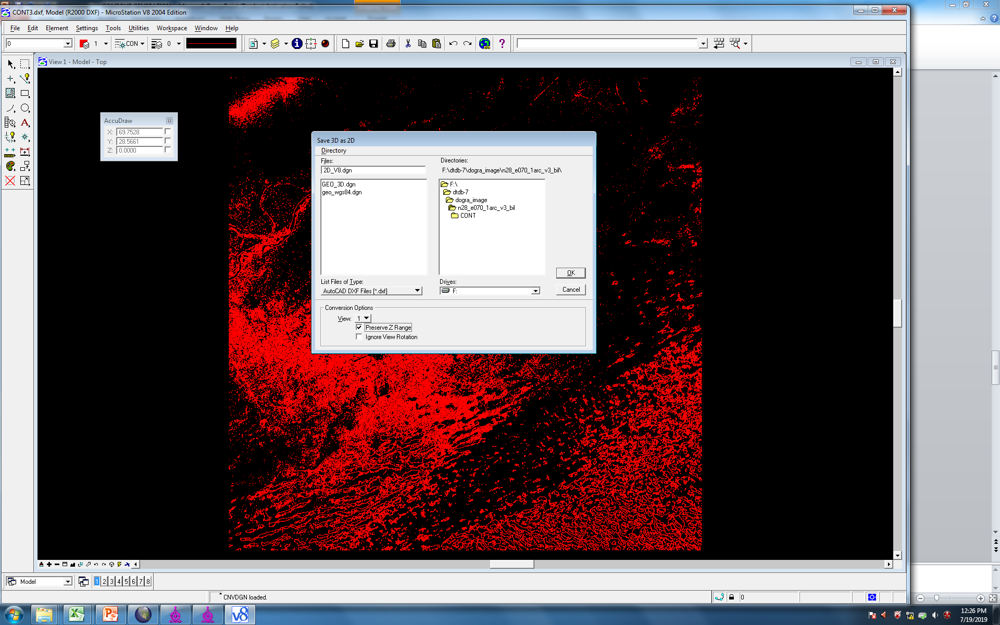 CONT3.dxf, Model (R2000 DXF) - MicroStation V8 2004 Edition
File Edit Element Settings Tools Utilities Workspace Window Help
0 1 CON 0
View 1 - Model - Top
AccuDraw
X: 69.7528
Y: 28.5661
Z: 0.0000
Save 3D as 2D
Directory
Files:
2D_V8.dgn
GEO_3D.dgn
geo_wgs84.dgn
Directories:
F:\dtdb-7\dogra_image\n28_e070_1arc_v3_bil\
F:\
dtdb-7
dogra_image
n28_e070_1arc_v3_bil
CONT
OK
Cancel
List Files of Type:
AutoCAD DXF Files [*.dxf]
Drives:
F:
Conversion Options
View: 1
Preserve Z Range
Ignore View Rotation
Model 1 2 3 4 5 6 7 8
CNVDGN loaded.
0
v8
12:26 PM
7/19/2019